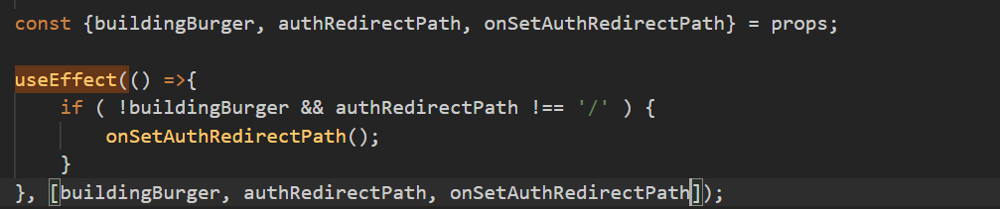 const {buildingBurger, authRedirectPath, onSetAuthRedirectPath} = props;
useEffect(() =>{
if ( !buildingBurger && authRedirectPath !== '/' ) {
onSetAuthRedirectPath();
}
}, [buildingBurger, authRedirectPath, onSetAuthRedirectPath]);